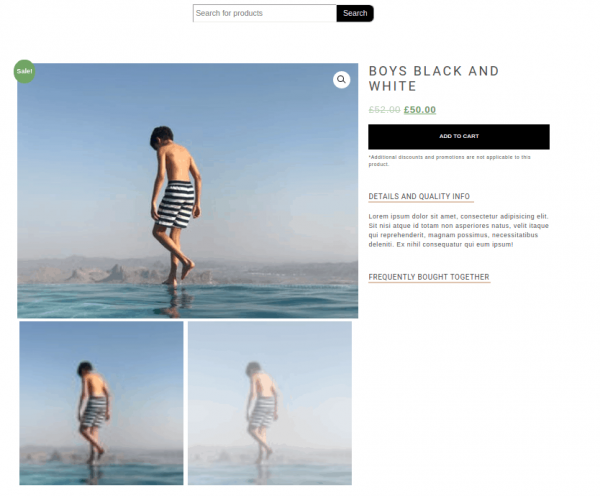 Search for products Search
Sale!
BOYS BLACK AND
WHITE
£52.00 £50.00
ADD TO CART
*Additional discounts and promotions are not applicable to this
product.
DETAILS AND QUALITY INFO
Lorem ipsum dolor sit amet, consectetur adipisicing elit.
Sit nisi atque id totam non asperiores natus, velit itaque
qui reprehenderit, magnam possimus, necessitatibus
deleniti. Ex nihil consequatur qui eum ipsum!
FREQUENTLY BOUGHT TOGETHER